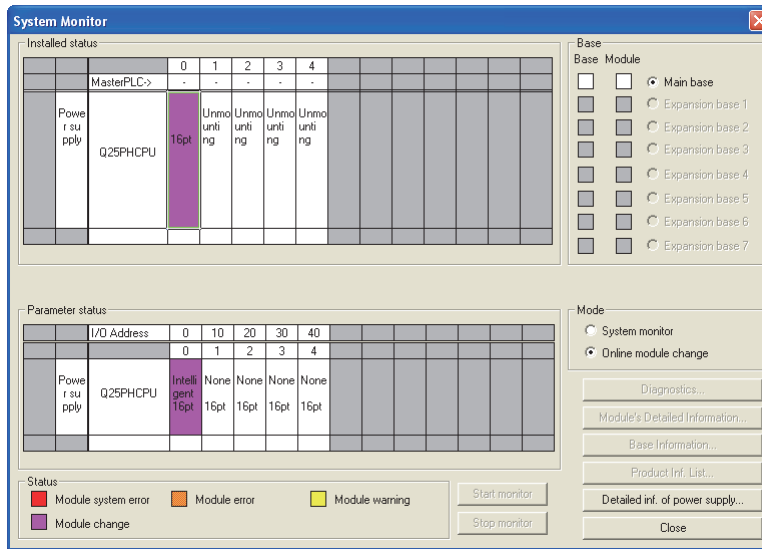 System Monitor
Installed status
0 1 2 3 4
MasterPLC-> - - - - -
Powe
r su
pply
Q25PHCPU
16pt
Unmo
unti
ng
Unmo
unti
ng
Unmo
unti
ng
Unmo
unti
ng
Base
Base Module
Main base
Expansion base 1
Expansion base 2
Expansion base 3
Expansion base 4
Expansion base 5
Expansion base 6
Expansion base 7
Parameter status
I/O Address 0 10 20 30 40
0 1 2 3 4
Powe
r su
pply
Q25PHCPU
Intelli
gent
16pt
None
16pt
None
16pt
None
16pt
None
16pt
Mode
System monitor
Online module change
Diagnostics...
Module's Detailed Information...
Base Information...
Product Inf. List...
Detailed inf. of power supply...
Close
Status
Module system error
Module error
Module warning
Module change
Start monitor
Stop monitor